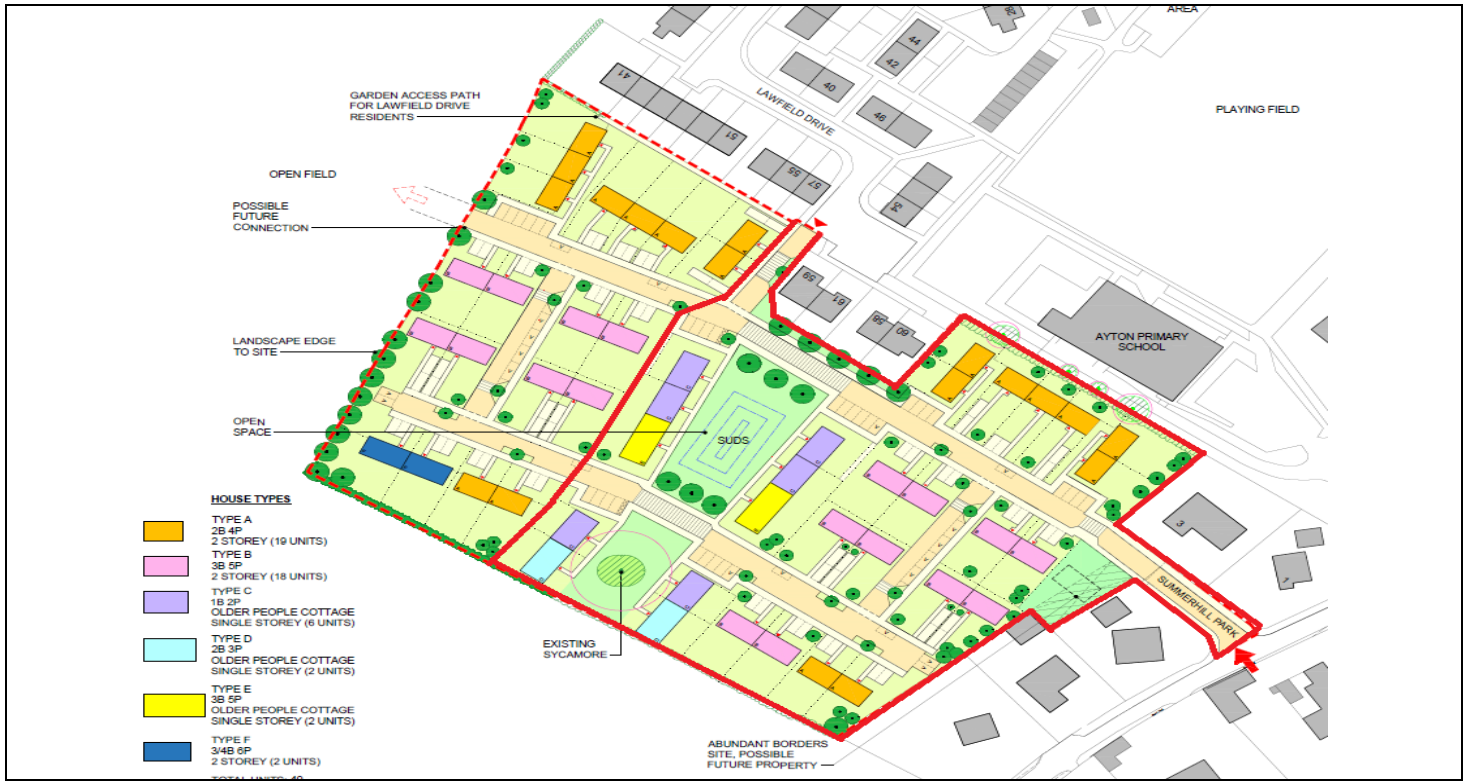 AREA
28
44
42
40
41
LAWFIELD DRIVE
46
PLAYING FIELD
GARDEN ACCESS PATH
FOR LAWFIELD DRIVE
RESIDENTS
51
55
57
54
OPEN FIELD
POSSIBLE
FUTURE
CONNECTION
59
61
58
60
AYTON PRIMARY
SCHOOL
LANDSCAPE EDGE
TO SITE
OPEN
SPACE
SUDS
3
1
SUMMERHILL PARK
EXISTING
SYCAMORE
ABUNDANT BORDERS
SITE, POSSIBLE
FUTURE PROPERTY
HOUSE TYPES
TYPE A
2B 4P
2 STOREY (19 UNITS)
TYPE B
3B 5P
2 STOREY (18 UNITS)
TYPE C
1B 2P
OLDER PEOPLE COTTAGE
SINGLE STOREY (6 UNITS)
TYPE D
2B 3P
OLDER PEOPLE COTTAGE
SINGLE STOREY (2 UNITS)
TYPE E
3B 5P
OLDER PEOPLE COTTAGE
SINGLE STOREY (2 UNITS)
TYPE F
3/4B 6P
2 STOREY (2 UNITS)
TOTAL UNITS: 49